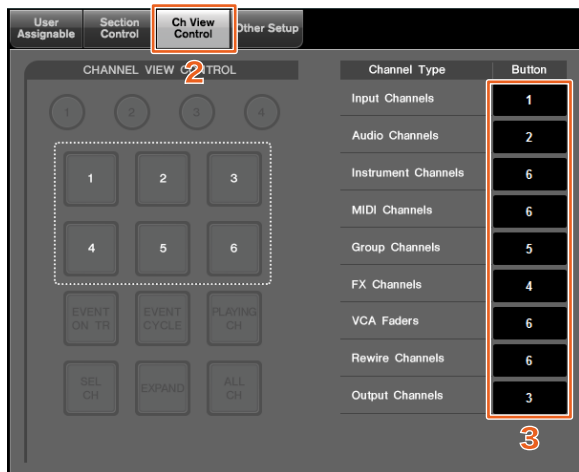 User
Assignable
Section
Control
Ch View
Control
Other Setup
2
CHANNEL VIEW CONTROL
1 2 3 4
1 2 3
4 5 6
EVENT
ON TR
EVENT
CYCLE
PLAYING
CH
SEL
CH
EXPAND
ALL
CH
Channel Type Button
Input Channels 1
Audio Channels 2
Instrument Channels 6
MIDI Channels 6
Group Channels 5
FX Channels 4
VCA Faders 6
Rewire Channels 6
Output Channels 3
3